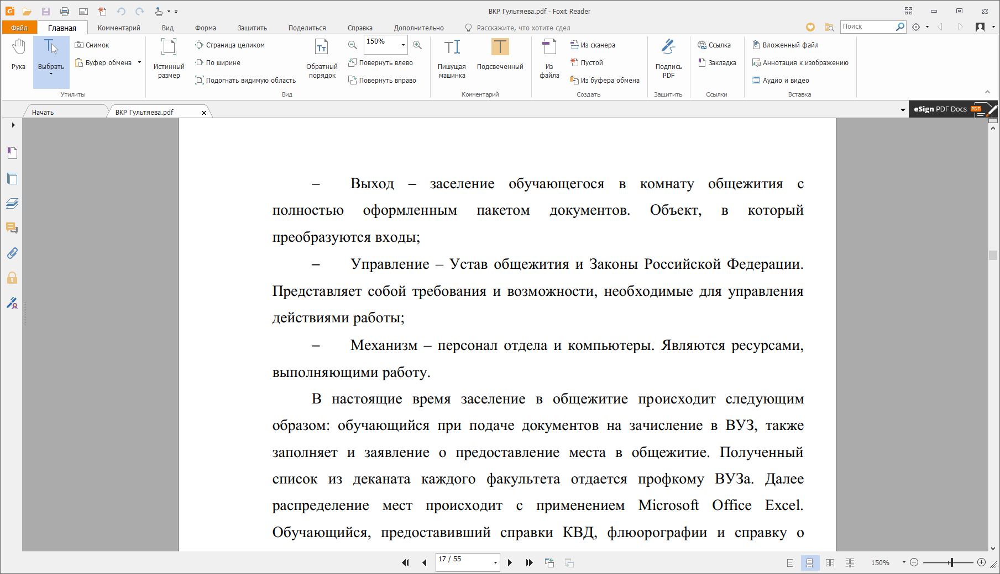 ВКР Гультяева.pdf - Foxit Reader
Файл Главная Комментарий Вид Форма Защитить Поделиться Справка Дополнительно Расскажите, что хотите сдел Поиск
Рука
Выбрать
Снимок
Буфер обмена
Утилиты
Истинный размер
Страница целиком
По ширине
Подогнать видимую область
Обратный порядок
150%
Повернуть влево
Повернуть вправо
Вид
Пишущая машинка
Подсвеченный
Комментарий
Из файла
Из сканера
Пустой
Из буфера обмена
Создать
Подпись PDF
Защитить
Ссылка
Закладка
Ссылки
Вложенный файл
Аннотация к изображению
Аудио и видео
Вставка
Начать
ВКР Гультяева.pdf
eSign PDF Docs PDF
– Выход – заселение обучающегося в комнату общежития с
полностью оформленным пакетом документов. Объект, в который
преобразуются входы;
– Управление – Устав общежития и Законы Российской Федерации.
Представляет собой требования и возможности, необходимые для управления
действиями работы;
– Механизм – персонал отдела и компьютеры. Являются ресурсами,
выполняющими работу.
В настоящие время заселение в общежитие происходит следующим
образом: обучающийся при подаче документов на зачисление в ВУЗ, также
заполняет и заявление о предоставление места в общежитие. Полученный
список из деканата каждого факультета отдается профкому ВУЗа. Далее
распределение мест происходит с применением Microsoft Office Excel.
Обучающийся, предоставивший справки КВД, флюорографии и справку о
17 / 55
150%